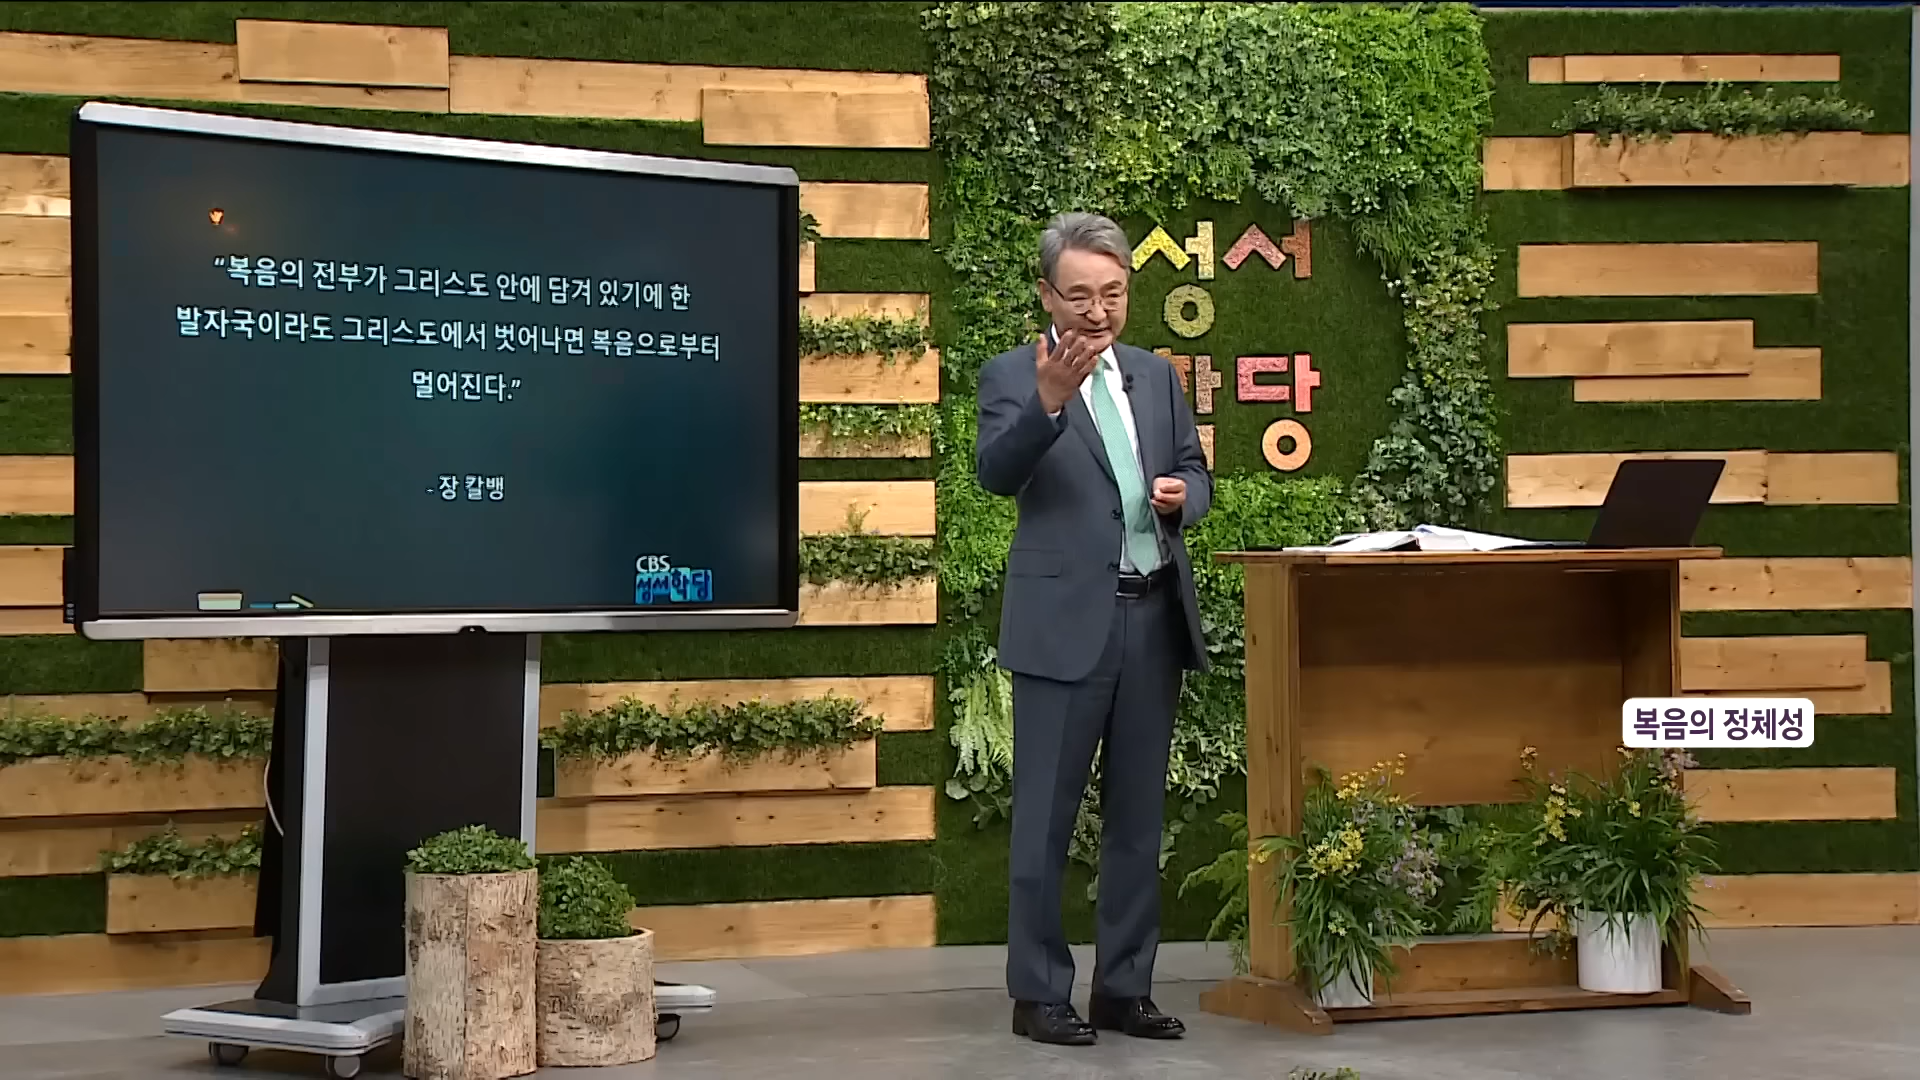 “복음의 전부가 그리스도 안에 담겨 있기에 한
발자국이라도 그리스도에서 벗어나면 복음으로부터
멀어진다.”
- 장 칼뱅
CBS
성서학당
성서
학당
복음의 정체성